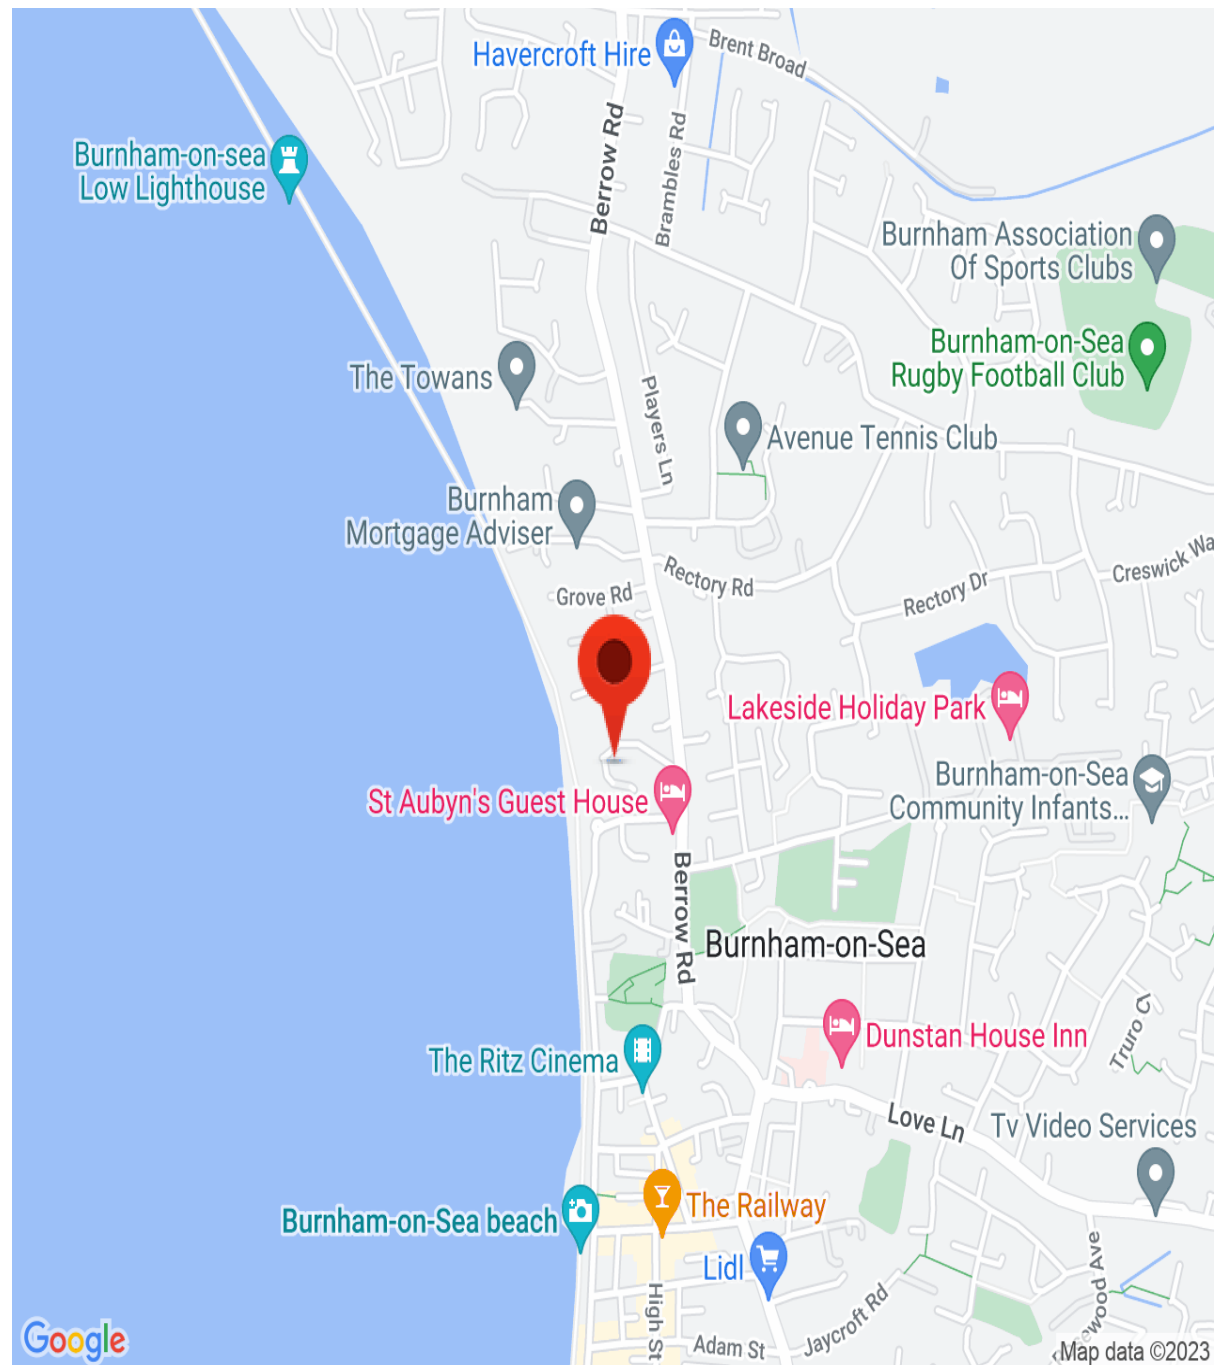 Havercroft Hire
Brent Broad
Burnham-on-sea
Low Lighthouse
Berrow Rd
Brambles Rd
Burnham Association
Of Sports Clubs
Burnham-on-Sea
Rugby Football Club
The Towans
Players Ln
Avenue Tennis Club
Burnham
Mortgage Adviser
Rectory Rd
Grove Rd
Rectory Dr
Creswick Wa
Lakeside Holiday Park
St Aubyn's Guest House
Burnham-on-Sea
Community Infants...
Berrow Rd
Burnham-on-Sea
Truro Cl
Dunstan House Inn
The Ritz Cinema
Love Ln
Tv Video Services
The Railway
Burnham-on-Sea beach
Lidl
High St
Jaycroft Rd
ewood Ave
Adam St
Google
Map data ©2023